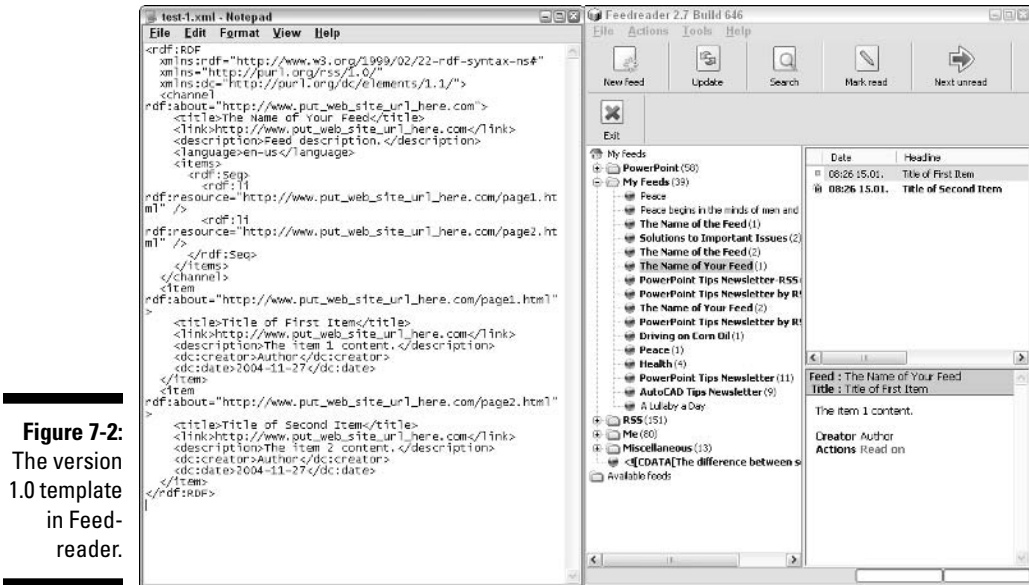 test-1.xml - Notepad
File Edit Format View Help
<rdf:RDF
xmlns:rdf="http://www.w3.org/1999/02/22-rdf-syntax-ns#"
xmlns="http://purl.org/rss/1.0/"
xmlns:dc="http://purl.org/dc/elements/1.1/">
<channel
rdf:about="http://www.put_web_site_url_here.com">
<title>The Name of Your Feed</title>
<link>http://www.put_web_site_url_here.com</link>
<description>Feed description.</description>
<language>en-us</language>
<items>
<rdf:Seq>
<rdf:li
rdf:resource="http://www.put_web_site_url_here.com/page1.ht
ml" />
<rdf:li
rdf:resource="http://www.put_web_site_url_here.com/page2.ht
ml" />
</rdf:Seq>
</items>
</channel>
<item
rdf:about="http://www.put_web_site_url_here.com/page1.html"
>
<title>Title of First Item</title>
<link>http://www.put_web_site_url_here.com</link>
<description>The item 1 content.</description>
<dc:creator>Author</dc:creator>
<dc:date>2004-11-27</dc:date>
</item>
<item
rdf:about="http://www.put_web_site_url_here.com/page2.html"
>
<title>Title of Second Item</title>
<link>http://www.put_web_site_url_here.com</link>
<description>The item 2 content.</description>
<dc:creator>Author</dc:creator>
<dc:date>2004-11-27</dc:date>
</item>
</rdf:RDF>
Feedreader 2.7 Build 646
File Actions Tools Help
New feed Update Search Mark read Next unread
Exit
My feeds
PowerPoint (58)
My Feeds (39)
Peace
Peace begins in the minds of men and
The Name of the Feed (1)
Solutions to Important Issues (2)
The Name of the Feed (2)
The Name of Your Feed (1)
PowerPoint Tips Newsletter-RSS
PowerPoint Tips Newsletter by R
The Name of Your Feed (2)
PowerPoint Tips Newsletter by R
Driving on Corn Oil (1)
Peace (1)
Health (4)
PowerPoint Tips Newsletter (11)
AutoCAD Tips Newsletter (9)
A Lullaby a Day
RSS (151)
Me (80)
Miscellaneous (13)
<![CDATA[The difference between s
Available feeds
Date Headline
08:26 15.01. Title of First Item
08:26 15.01. Title of Second Item
Feed : The Name of Your Feed
Title : Title of First Item
The item 1 content.
Creator Author
Actions Read on
Figure 7-2:
The version
1.0 template
in Feed-
reader.